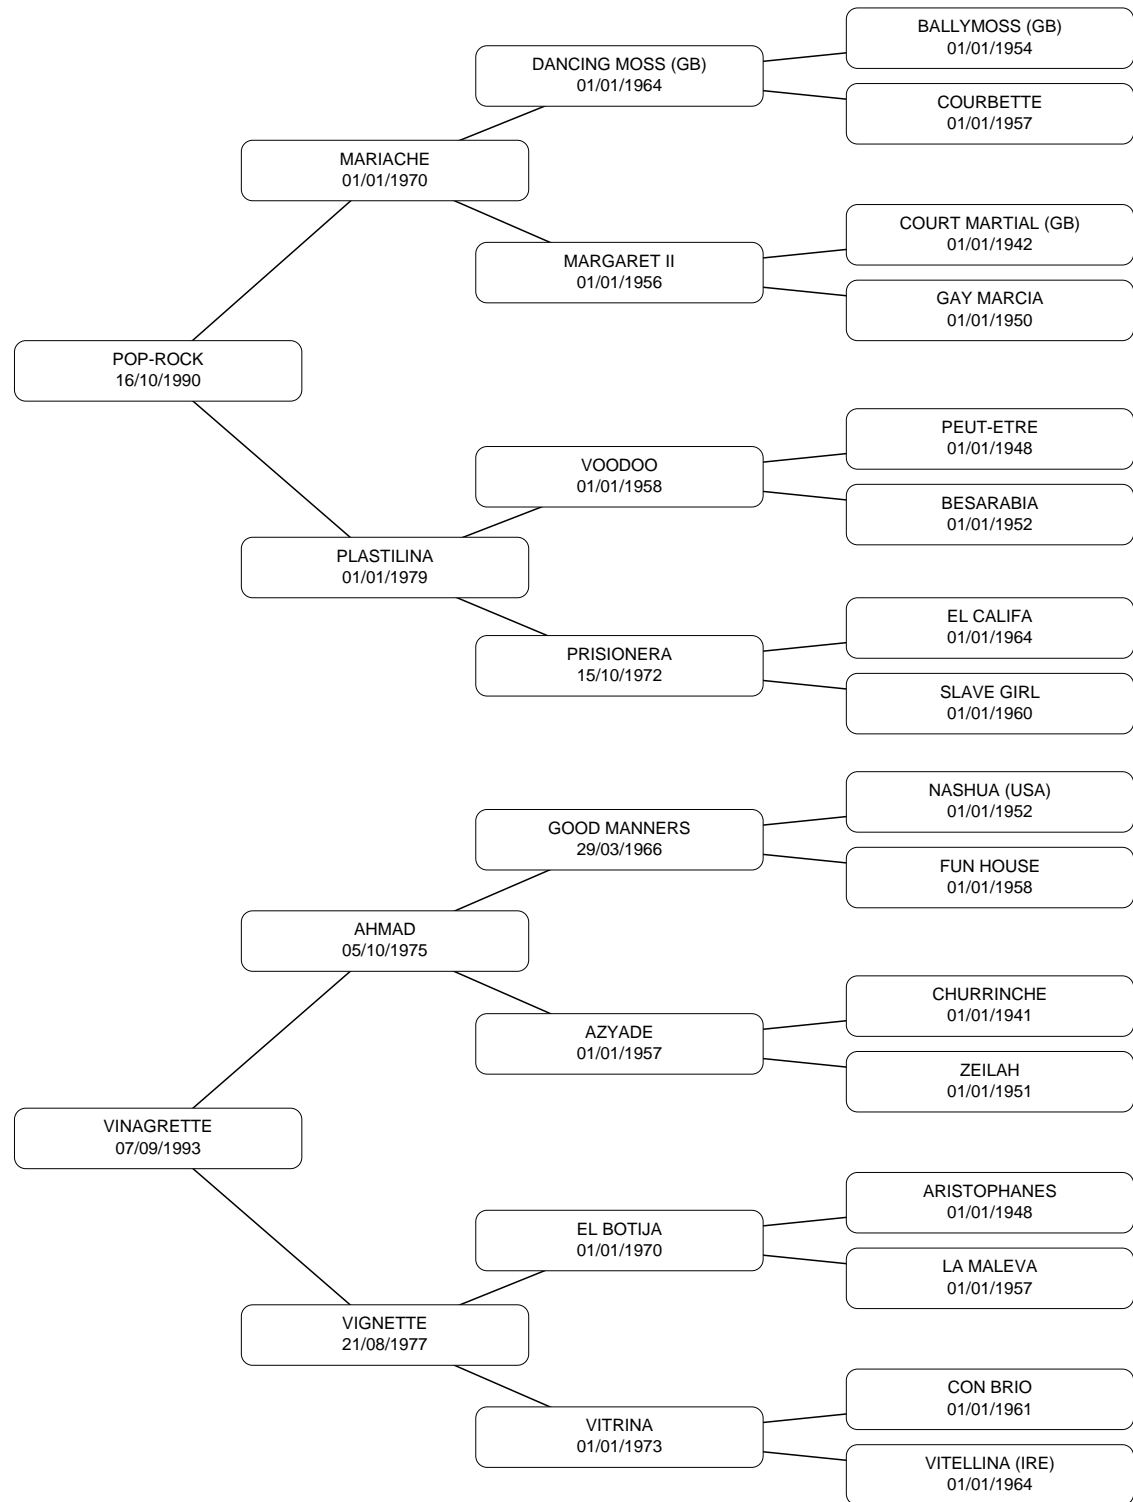 BALLYMOSS (GB)
01/01/1954
DANCING MOSS (GB)
01/01/1964
COURBETTE
01/01/1957
MARIACHE
01/01/1970
COURT MARTIAL (GB)
01/01/1942
MARGARET II
01/01/1956
GAY MARCIA
01/01/1950
POP-ROCK
16/10/1990
PEUT-ETRE
01/01/1948
VOODOO
01/01/1958
BESARABIA
01/01/1952
PLASTILINA
01/01/1979
EL CALIFA
01/01/1964
PRISIONERA
15/10/1972
SLAVE GIRL
01/01/1960
NASHUA (USA)
01/01/1952
GOOD MANNERS
29/03/1966
FUN HOUSE
01/01/1958
AHMAD
05/10/1975
CHURRINCHE
01/01/1941
AZYADE
01/01/1957
ZEILAH
01/01/1951
VINAGRETTE
07/09/1993
ARISTOPHANES
01/01/1948
EL BOTIJA
01/01/1970
LA MALEVA
01/01/1957
VIGNETTE
21/08/1977
CON BRIO
01/01/1961
VITRINA
01/01/1973
VITELLINA (IRE)
01/01/1964